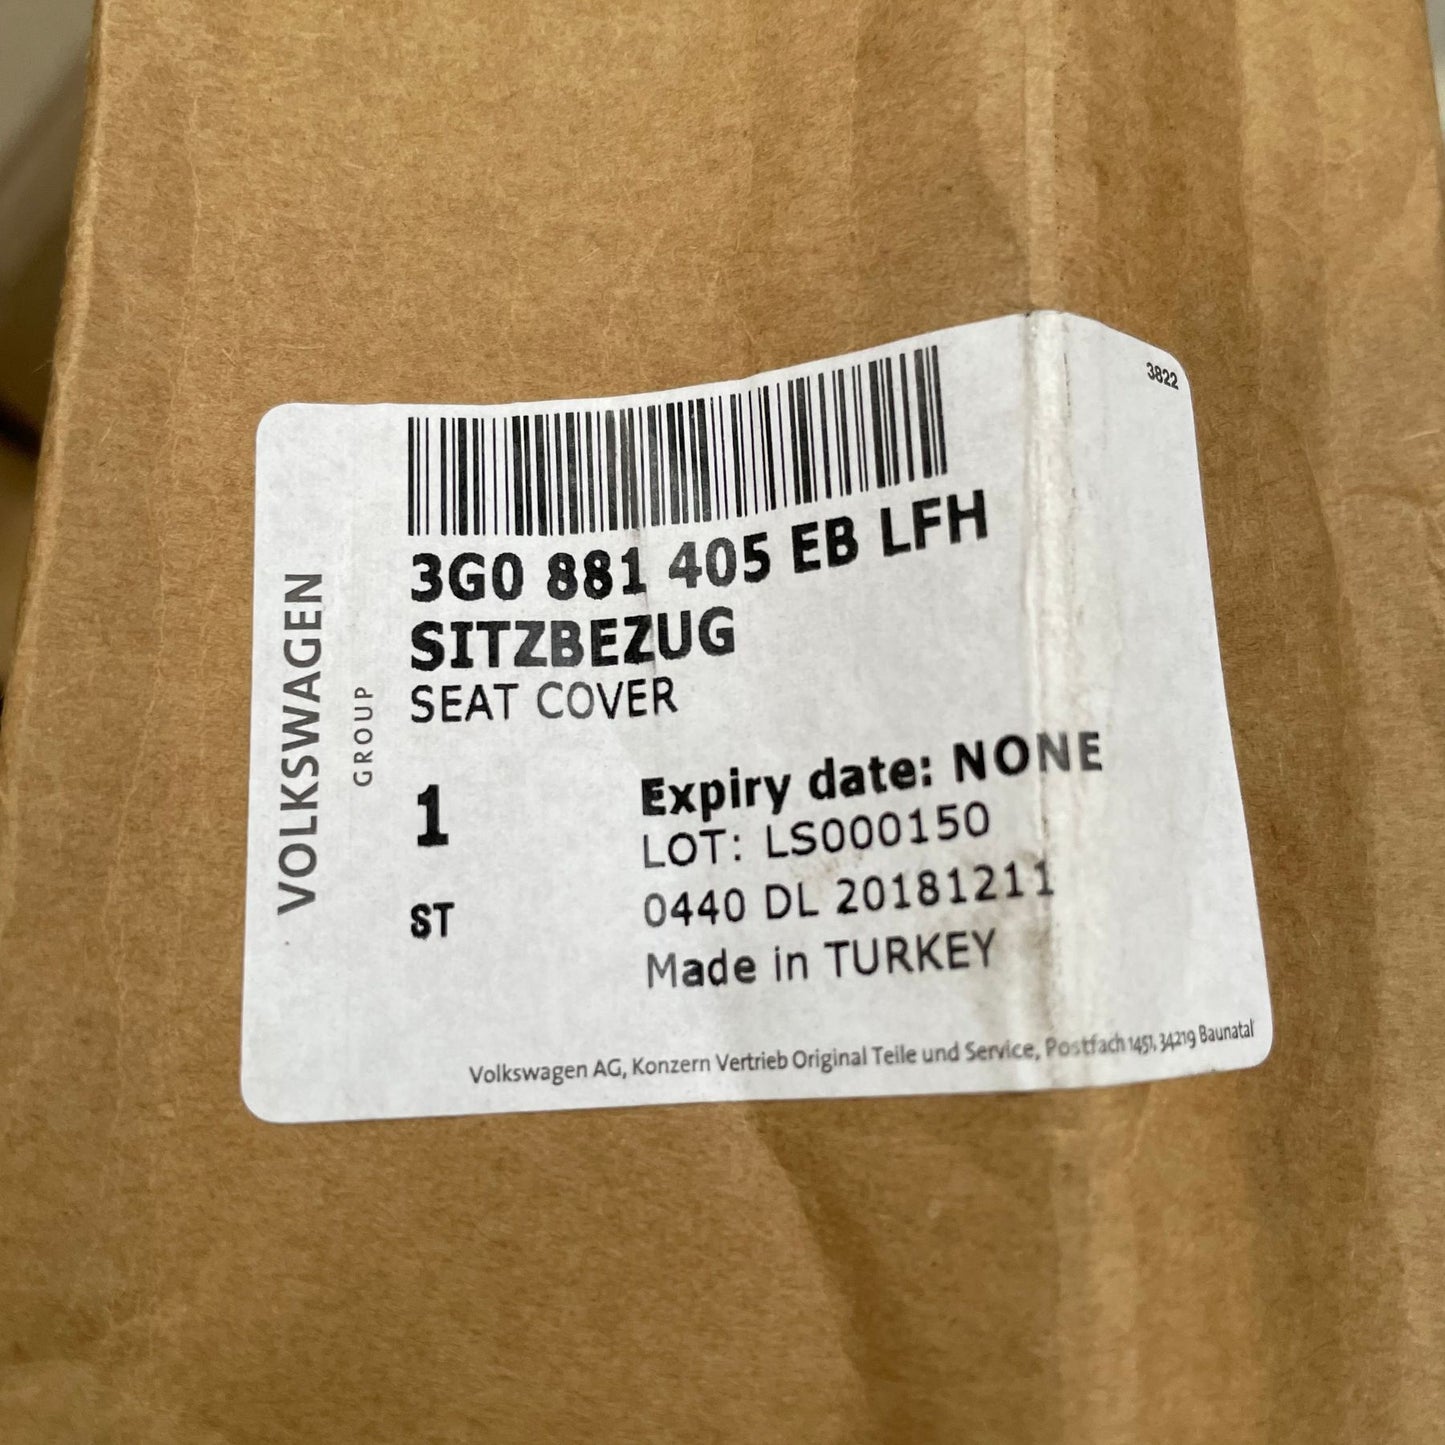 3822
VOLKSWAGEN
GROUP
3G0 881 405 EB LFH
SITZBEZUG
SEAT COVER
1
ST
Expiry date: NONE
LOT: LS000150
0440 DL 20181211
Made in TURKEY
Volkswagen AG, Konzern Vertrieb Original Teile und Service, Postfach 1451, 34219 Baunatal